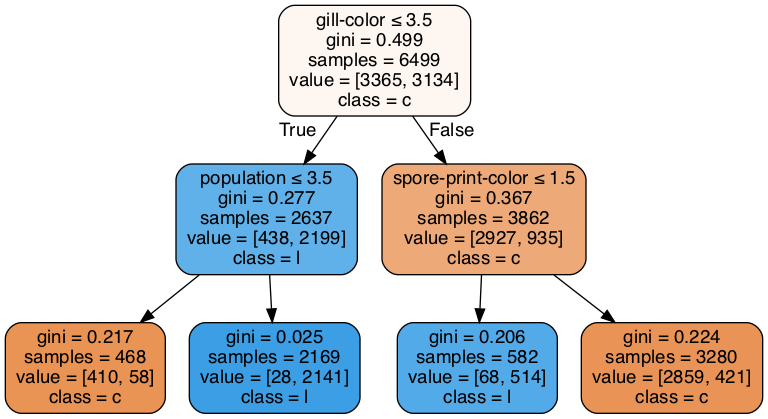 gill-color ≤ 3.5
gini = 0.499
samples = 6499
value = [3365, 3134]
class = c
True
False
population ≤ 3.5
gini = 0.277
samples = 2637
value = [438, 2199]
class = l
spore-print-color ≤ 1.5
gini = 0.367
samples = 3862
value = [2927, 935]
class = c
gini = 0.217
samples = 468
value = [410, 58]
class = c
gini = 0.025
samples = 2169
value = [28, 2141]
class = l
gini = 0.206
samples = 582
value = [68, 514]
class = l
gini = 0.224
samples = 3280
value = [2859, 421]
class = c